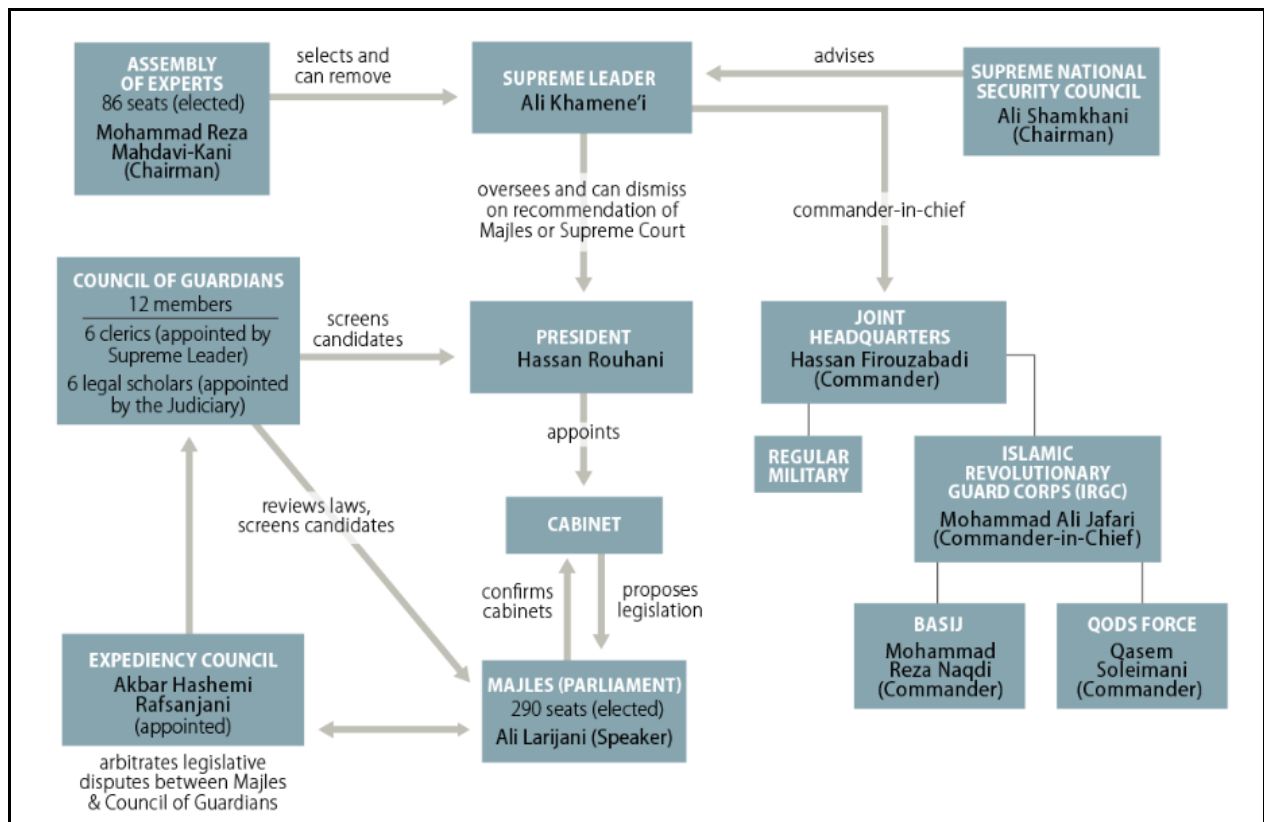 ASSEMBLY
OF EXPERTS
86 seats (elected)
Mohammad Reza
Mahdavi-Kani
(Chairman)
selects and
can remove
SUPREME LEADER
Ali Khamene’i
advises
SUPREME NATIONAL
SECURITY COUNCIL
Ali Shamkhani
(Chairman)
oversees and can dismiss
on recommendation of
Majles or Supreme Court
commander-in-chief
COUNCIL OF GUARDIANS
12 members
6 clerics (appointed by
Supreme Leader)
6 legal scholars (appointed
by the Judiciary)
screens
candidates
PRESIDENT
Hassan Rouhani
JOINT
HEADQUARTERS
Hassan Firouzabadi
(Commander)
appoints
REGULAR
MILITARY
ISLAMIC
REVOLUTIONARY
GUARD CORPS (IRGC)
Mohammad Ali Jafari
(Commander-in-Chief)
reviews laws,
screens candidates
CABINET
confirms
cabinets
proposes
legislation
BASIJ
Mohammad
Reza Naqdi
(Commander)
QODS FORCE
Qasem
Soleimani
(Commander)
EXPEDIENCY COUNCIL
Akbar Hashemi
Rafsanjani
(appointed)
MAJLES (PARLIAMENT)
290 seats (elected)
Ali Larijani (Speaker)
arbitrates legislative
disputes between Majles
& Council of Guardians